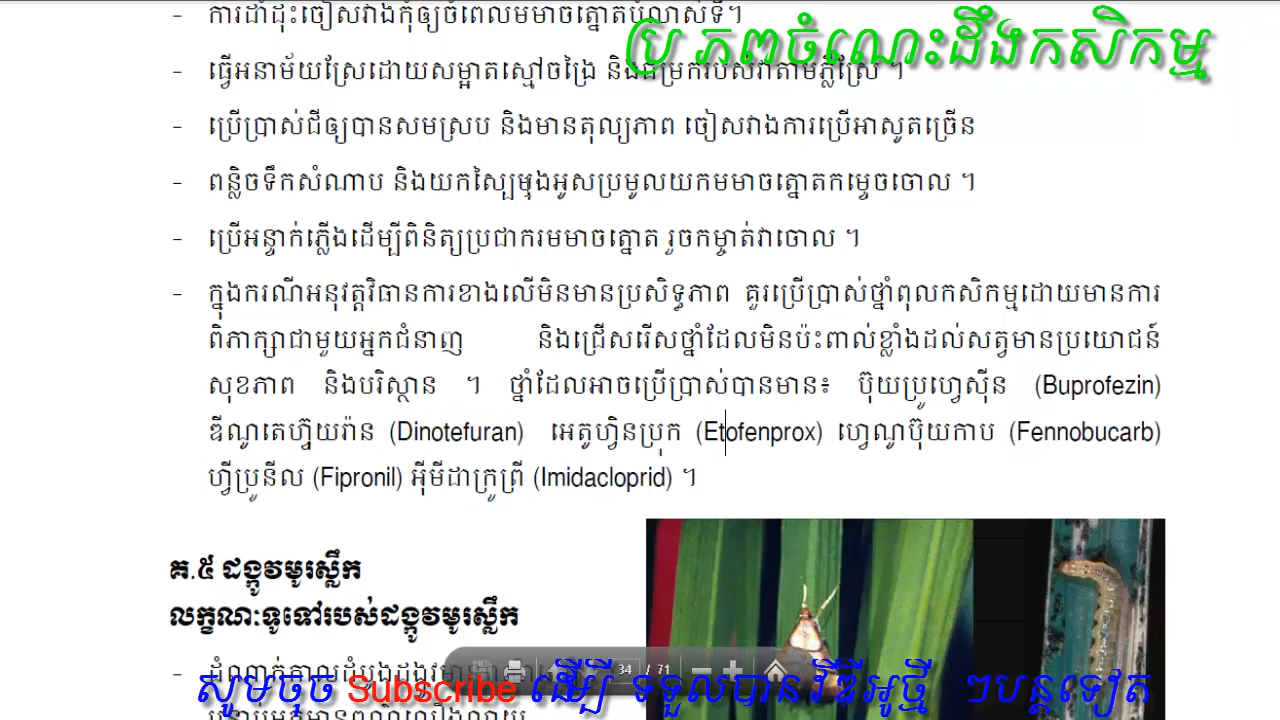 - ការដាំដុះចៀសវាងកុំឲ្យចំពេលមមាចត្នោតបំលាស់ទី។
ប្រភពចំណេះដឹងកសិកម្ម
- ធ្វើអនាម័យស្រែដោយសម្អាតស្មៅចង្រៃ និងជម្រករបស់វាតាមភ្លឺស្រែ ។
- ប្រើប្រាស់ជីឲ្យបានសមស្រប និងមានតុល្យភាព ចៀសវាងការប្រើអាសូតច្រើន
- ពន្លិចទឹកសំណាប និងយកស្បៃមុងអូសប្រមូលយកមមាចត្នោតកម្ទេចចោល ។
- ប្រើអន្ទាក់ភ្លើងដើម្បីពិនិត្យប្រជាករមមាចត្នោត រួចកម្ចាត់វាចោល ។
- ក្នុងករណីអនុវត្តវិធានការខាងលើមិនមានប្រសិទ្ធភាព គួរប្រើប្រាស់ថ្នាំពុលកសិកម្មដោយមានការ
ពិភាក្សាជាមួយអ្នកជំនាញ និងជ្រើសរើសថ្នាំដែលមិនប៉ះពាល់ខ្លាំងដល់សត្វមានប្រយោជន៍
សុខភាព និងបរិស្ថាន ។ ថ្នាំដែលអាចប្រើប្រាស់បានមាន៖ ប៊ុយប្រូហ្វេស៊ីន (Buprofezin)
ឌីណូតេហ្វ៊ុយរ៉ាន (Dinotefuran) អេតូហ្វិនប្រុក (Etofenprox) ហ្វេណូប៊ុយកាប (Fennobucarb)
ហ្វីប្រូនីល (Fipronil) អ៊ីមីដាក្រូព្រី (Imidacloprid) ។
គ.៥ ដង្កូវមូរស្លឹក
លក្ខណៈទូទៅរបស់ដង្កូវមូរស្លឹក
- ដំណាក់កាលដំបូងដង្កូវមាន
34 / 71
សូមចុច Subscribe ដើម្បី ទទួលបានវីឌីអូថ្មី ៗបន្តទៀត